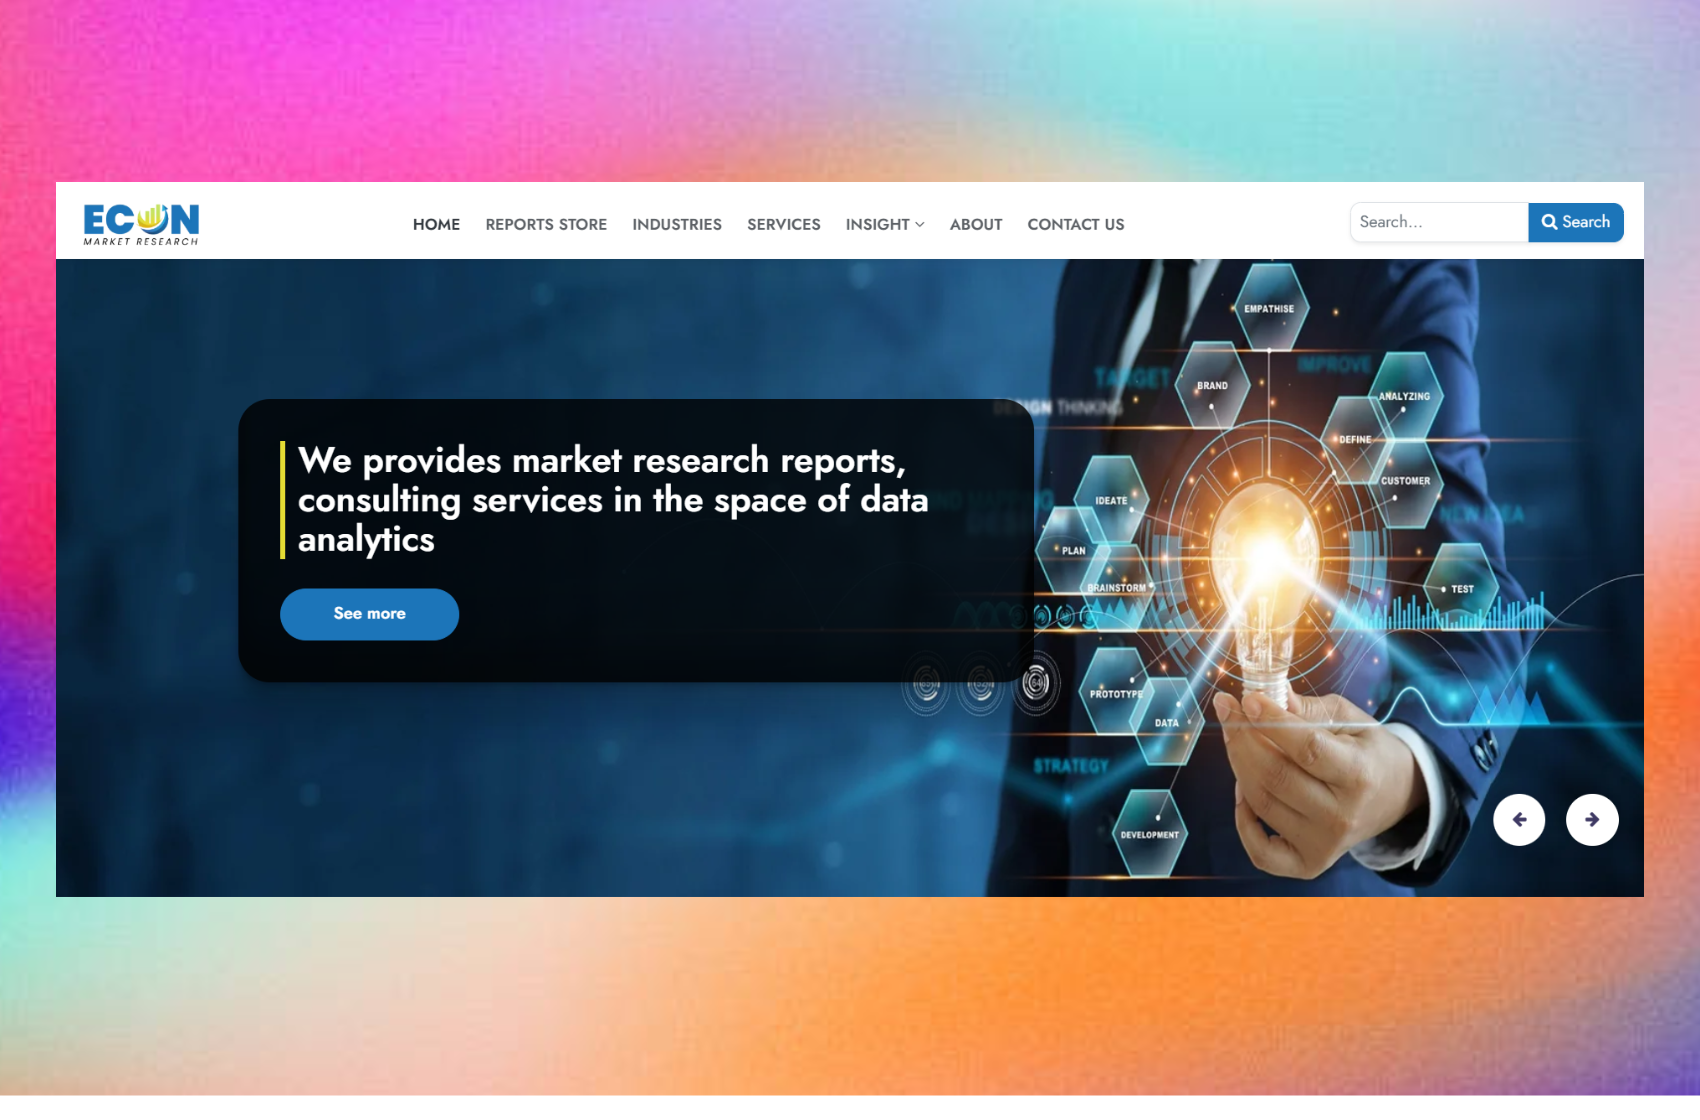 ECON
MARKET RESEARCH
HOME REPORTS STORE INDUSTRIES SERVICES INSIGHT ABOUT CONTACT US
Search...
Search
We provides market research reports,
consulting services in the space of data
analytics
See more
EMPATHISE
IMPROVE
TARGET
BRAND
ANALYZING
DESIGN THINKING
DEFINE
CUSTOMER
IDEATE
NEW IDEA
PLAN
BRAINSTORM
TEST
PROTOTYPE
DATA
STRATEGY
DEVELOPMENT